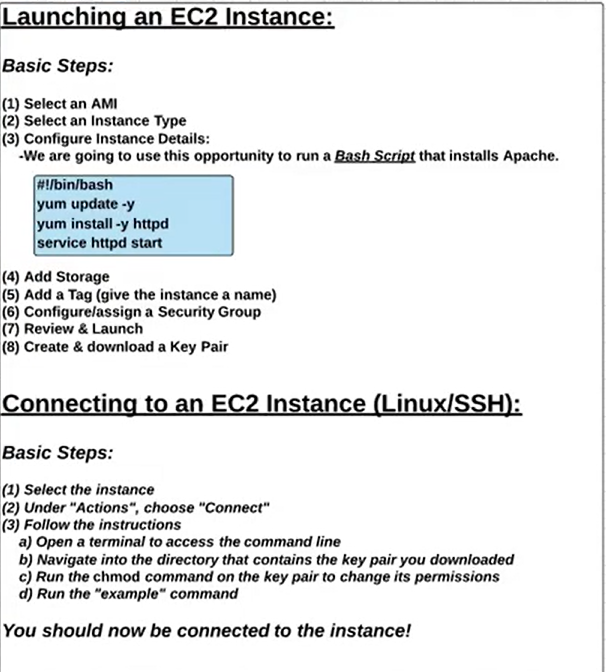 Launching an EC2 Instance:
Basic Steps:
(1) Select an AMI
(2) Select an Instance Type
(3) Configure Instance Details:
-We are going to use this opportunity to run a Bash Script that installs Apache.
#!/bin/bash
yum update -y
yum install -y httpd
service httpd start
(4) Add Storage
(5) Add a Tag (give the instance a name)
(6) Configure/assign a Security Group
(7) Review & Launch
(8) Create & download a Key Pair
Connecting to an EC2 Instance (Linux/SSH):
Basic Steps:
(1) Select the instance
(2) Under "Actions", choose "Connect"
(3) Follow the instructions
a) Open a terminal to access the command line
b) Navigate into the directory that contains the key pair you downloaded
c) Run the chmod command on the key pair to change its permissions
d) Run the "example" command
You should now be connected to the instance!